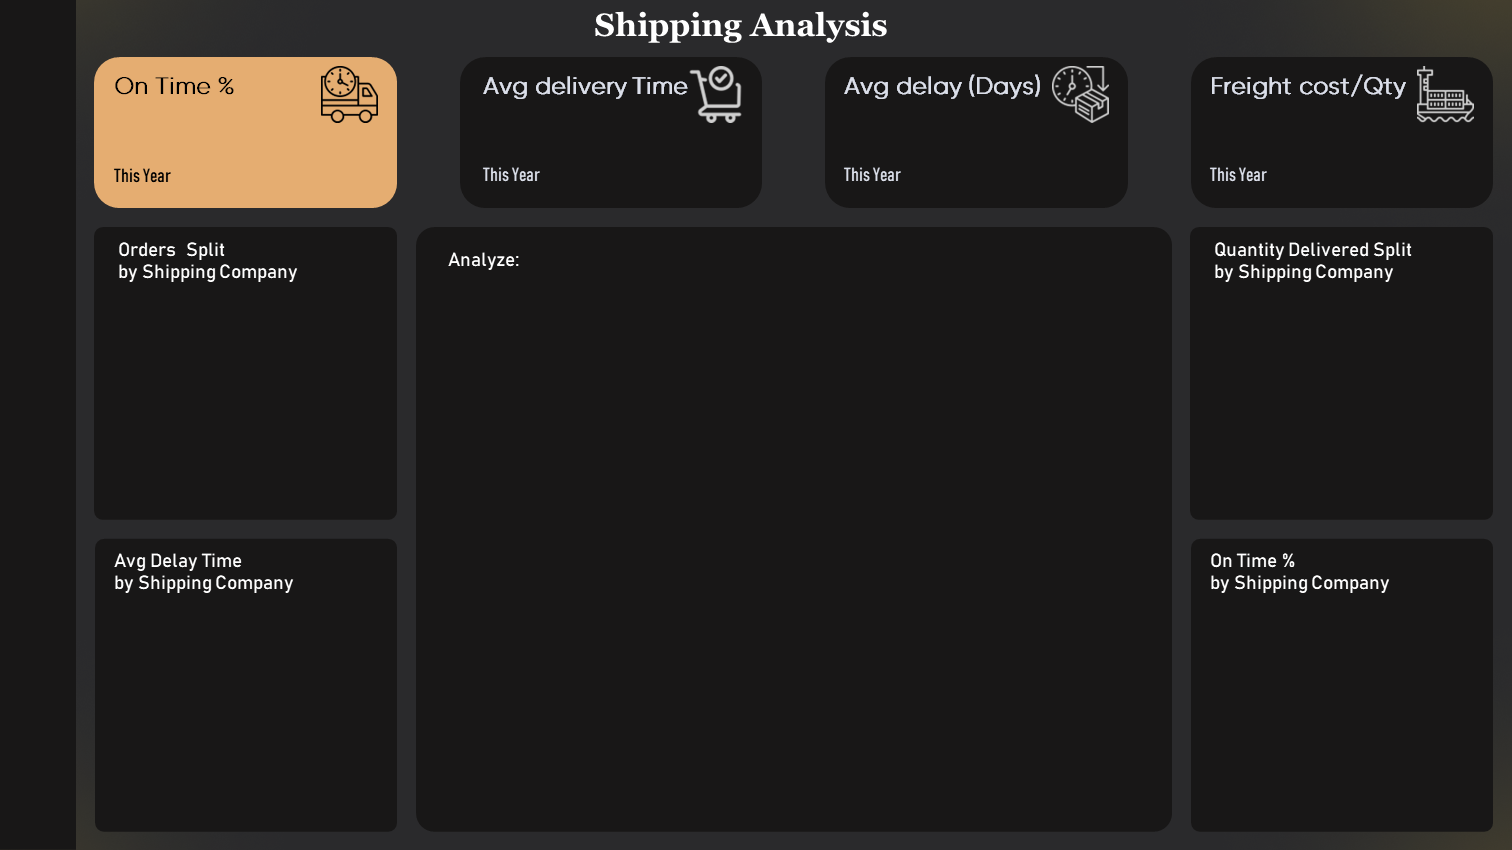 Shipping Analysis
On Time %
This Year
Avg delivery Time
This Year
Avg delay (Days)
This Year
Freight cost/Qty
This Year
Orders Split
by Shipping Company
Analyze:
Quantity Delivered Split
by Shipping Company
Avg Delay Time
by Shipping Company
On Time %
by Shipping Company